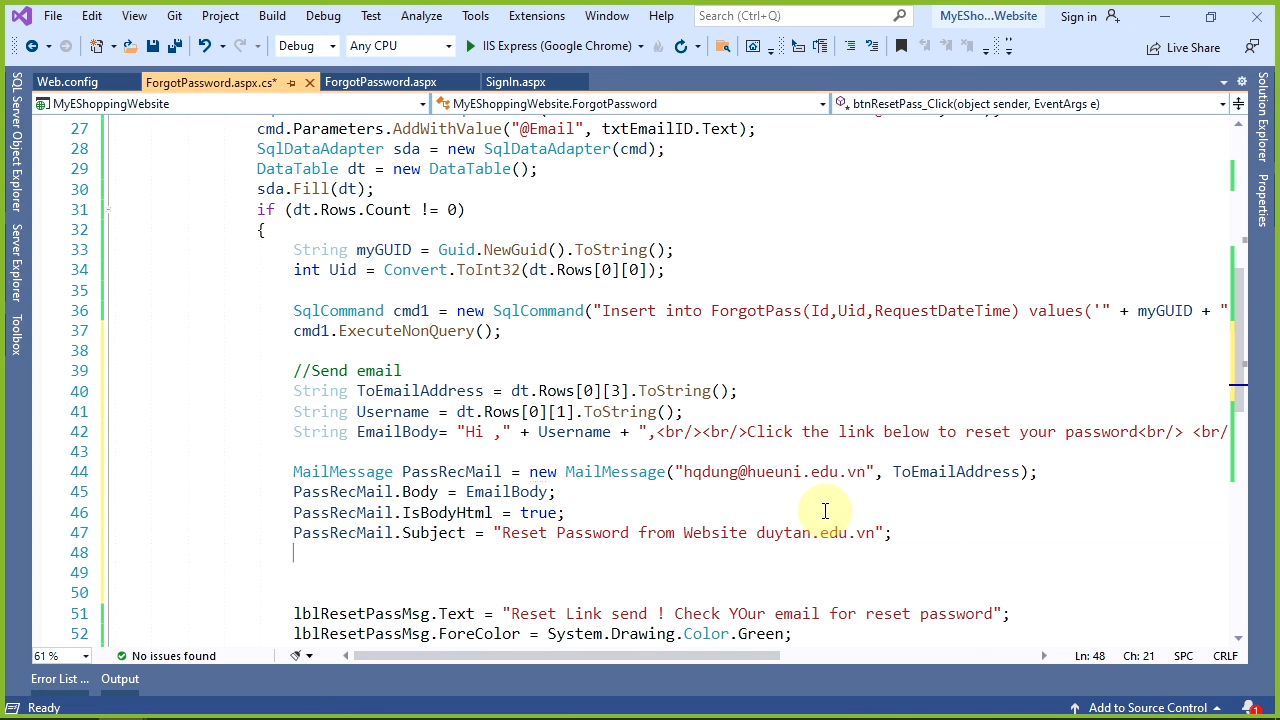 File Edit View Git Project Build Debug Test Analyze Tools Extensions Window Help Search (Ctrl+Q) MyESho...Website Sign in
Debug Any CPU IIS Express (Google Chrome) Live Share
Web.config ForgotPassword.aspx.cs* ForgotPassword.aspx SignIn.aspx
MyEShoppingWebsite MyEShoppingWebsite.ForgotPassword btnResetPass_Click(object sender, EventArgs e)
SQL Server Object Explorer
Server Explorer
Toolbox
Solution Explorer
Properties
27 cmd.Parameters.AddWithValue("@Email", txtEmailID.Text);
28 SqlDataAdapter sda = new SqlDataAdapter(cmd);
29 DataTable dt = new DataTable();
30 sda.Fill(dt);
31 if (dt.Rows.Count != 0)
32 {
33 String myGUID = Guid.NewGuid().ToString();
34 int Uid = Convert.ToInt32(dt.Rows[0][0]);
35
36 SqlCommand cmd1 = new SqlCommand("Insert into ForgotPass(Id,Uid,RequestDateTime) values('" + myGUID + "
37 cmd1.ExecuteNonQuery();
38
39 //Send email
40 String ToEmailAddress = dt.Rows[0][3].ToString();
41 String Username = dt.Rows[0][1].ToString();
42 String EmailBody= "Hi ," + Username + ",<br/><br/>Click the link below to reset your password<br/> <br/
43
44 MailMessage PassRecMail = new MailMessage("hqdung@hueuni.edu.vn", ToEmailAddress);
45 PassRecMail.Body = EmailBody;
46 PassRecMail.IsBodyHtml = true;
47 PassRecMail.Subject = "Reset Password from Website duytan.edu.vn";
48
49
50
51 lblResetPassMsg.Text = "Reset Link send ! Check YOur email for reset password";
52 lblResetPassMsg.ForeColor = System.Drawing.Color.Green;
61 % No issues found Ln: 48 Ch: 21 SPC CRLF
Error List ... Output
Ready Add to Source Control 1